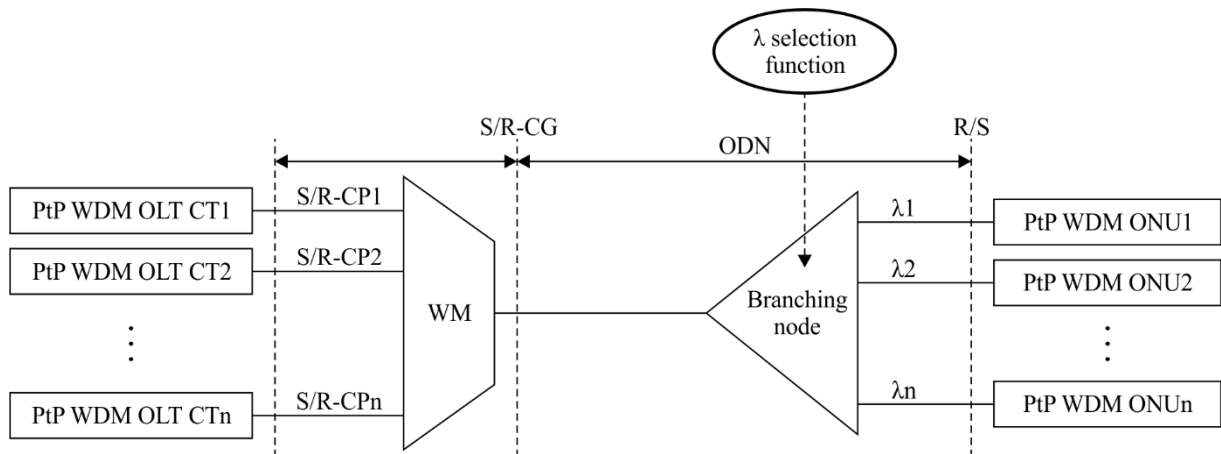 λ selection
function
S/R-CG
ODN
R/S
PtP WDM OLT CT1
S/R-CP1
λ1
PtP WDM ONU1
PtP WDM OLT CT2
S/R-CP2
λ2
PtP WDM ONU2
WM
Branching
node
⋮
⋮
PtP WDM OLT CTn
S/R-CPn
λn
PtP WDM ONUn